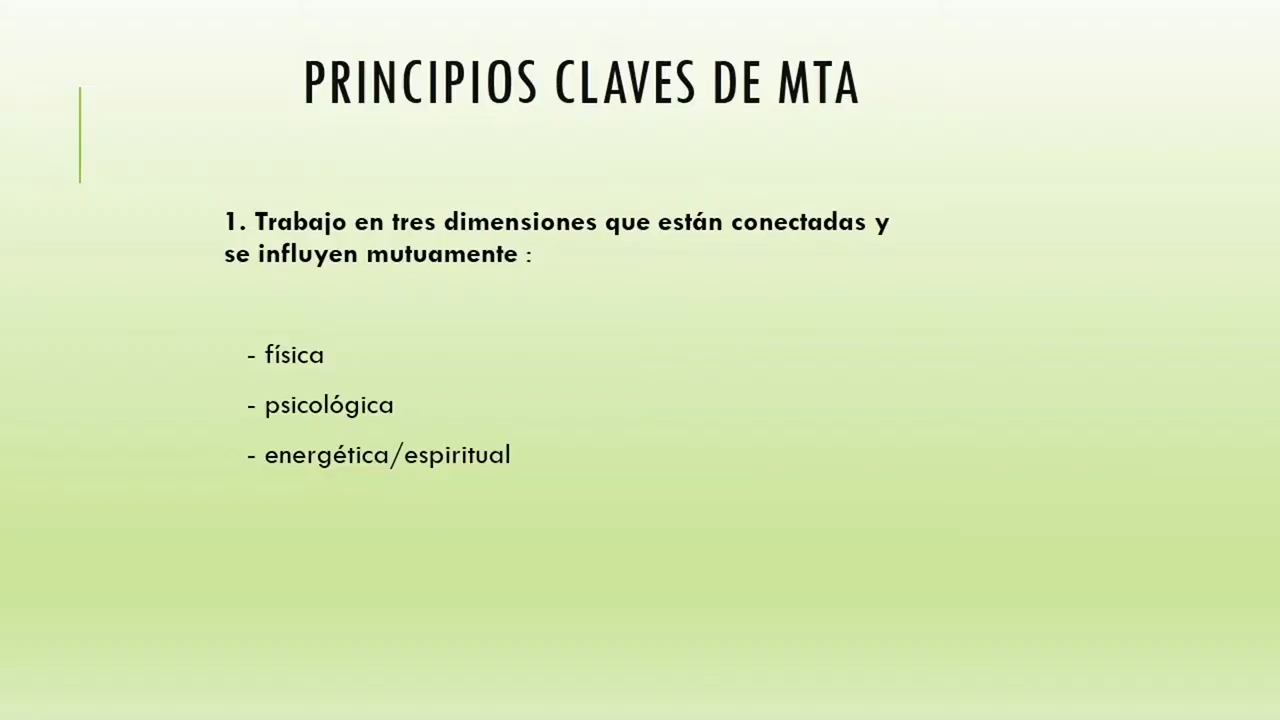 PRINCIPIOS CLAVES DE MTA
1. Trabajo en tres dimensiones que están conectadas y
se influyen mutuamente :
- física
- psicológica
- energética/espiritual